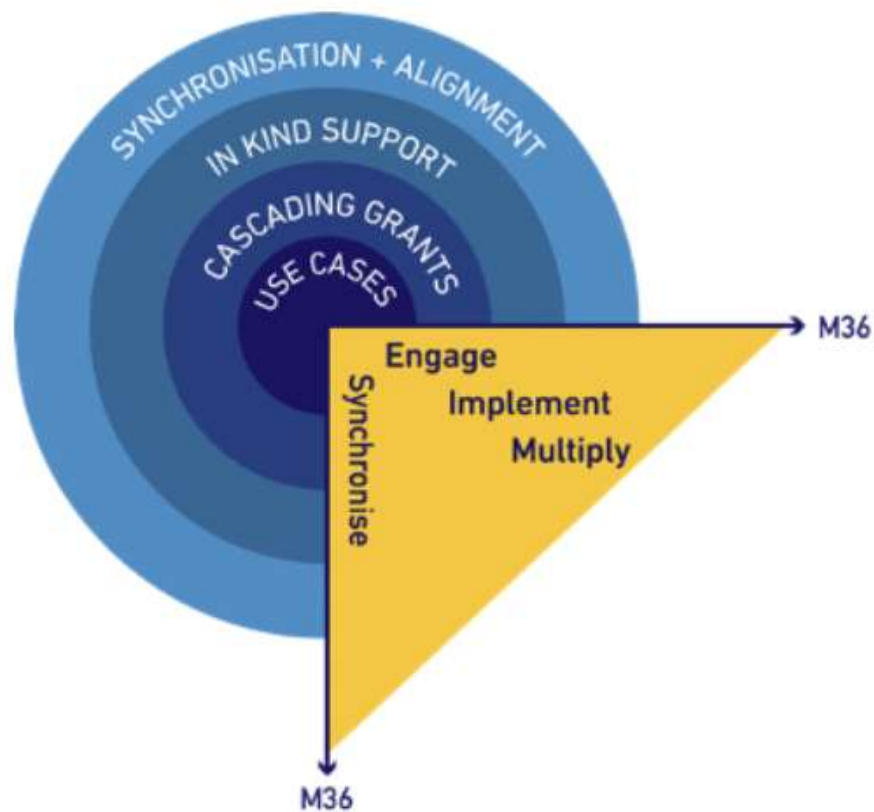 SYNCHRONISATION + ALIGNMENT
IN KIND SUPPORT
CASCADING GRANTS
USE CASES
M36
Engage
Implement
Multiply
Synchronise
M36